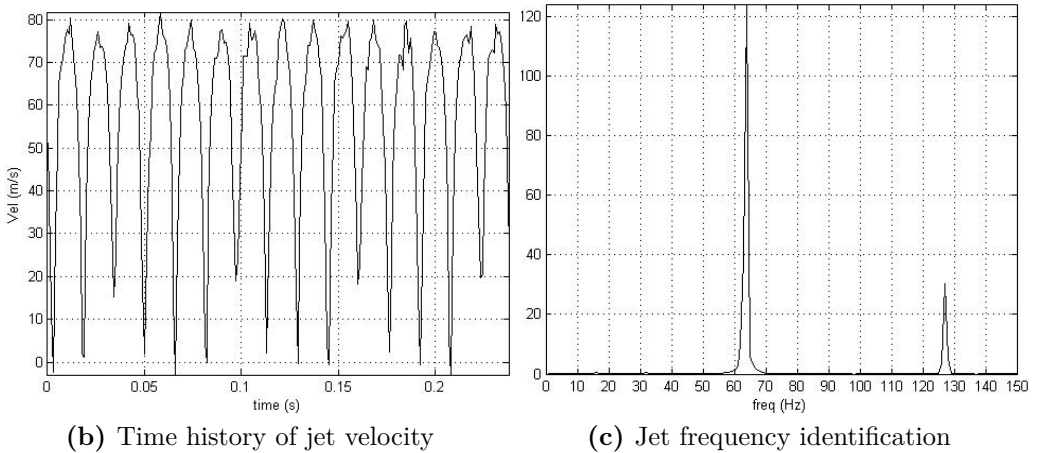 80
70
60
50
40
30
20
10
0
Vel (m/s)
0 0.05 0.1 0.15 0.2
time (s)
(b) Time history of jet velocity
120
100
80
60
40
20
0
0 10 20 30 40 50 60 70 80 90 100 110 120 130 140 150
freq (Hz)
(c) Jet frequency identification